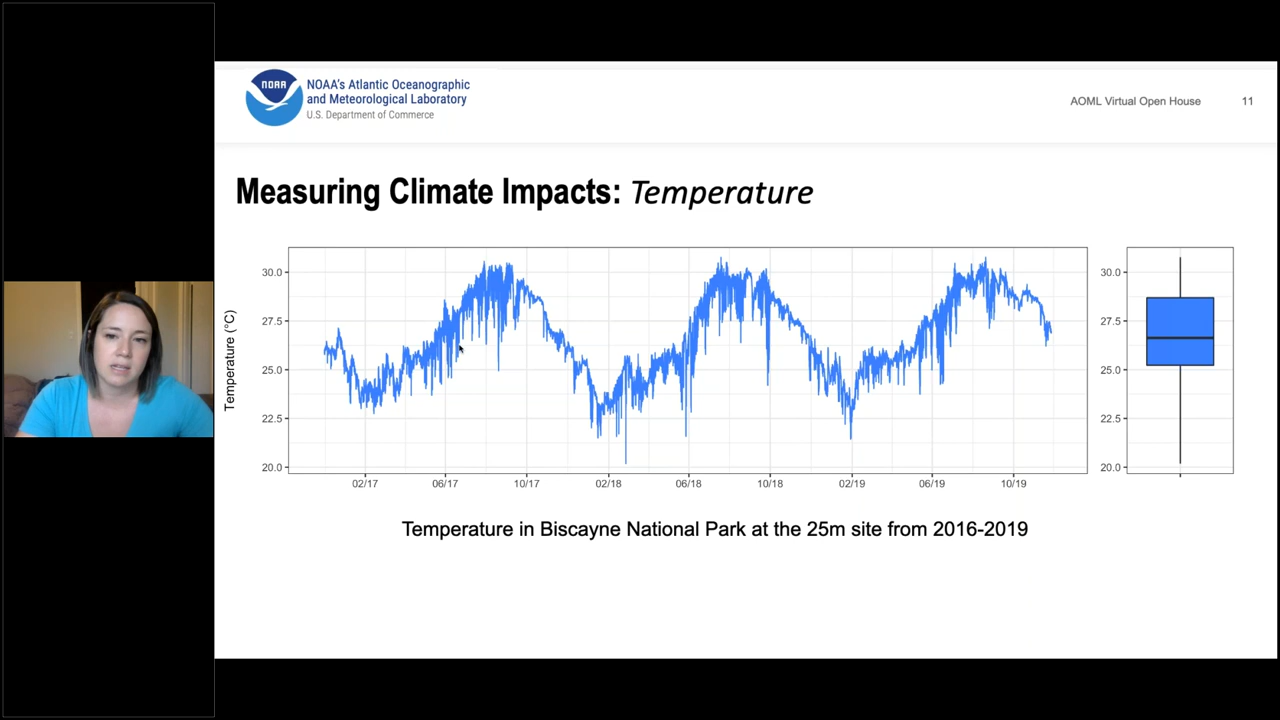 NOAA
NOAA's Atlantic Oceanographic
and Meteorological Laboratory
U.S. Department of Commerce
AOML Virtual Open House 11
Measuring Climate Impacts: Temperature
Temperature (°C)
30.0
27.5
25.0
22.5
20.0
02/17 06/17 10/17 02/18 06/18 10/18 02/19 06/19 10/19
30.0
27.5
25.0
22.5
20.0
Temperature in Biscayne National Park at the 25m site from 2016-2019